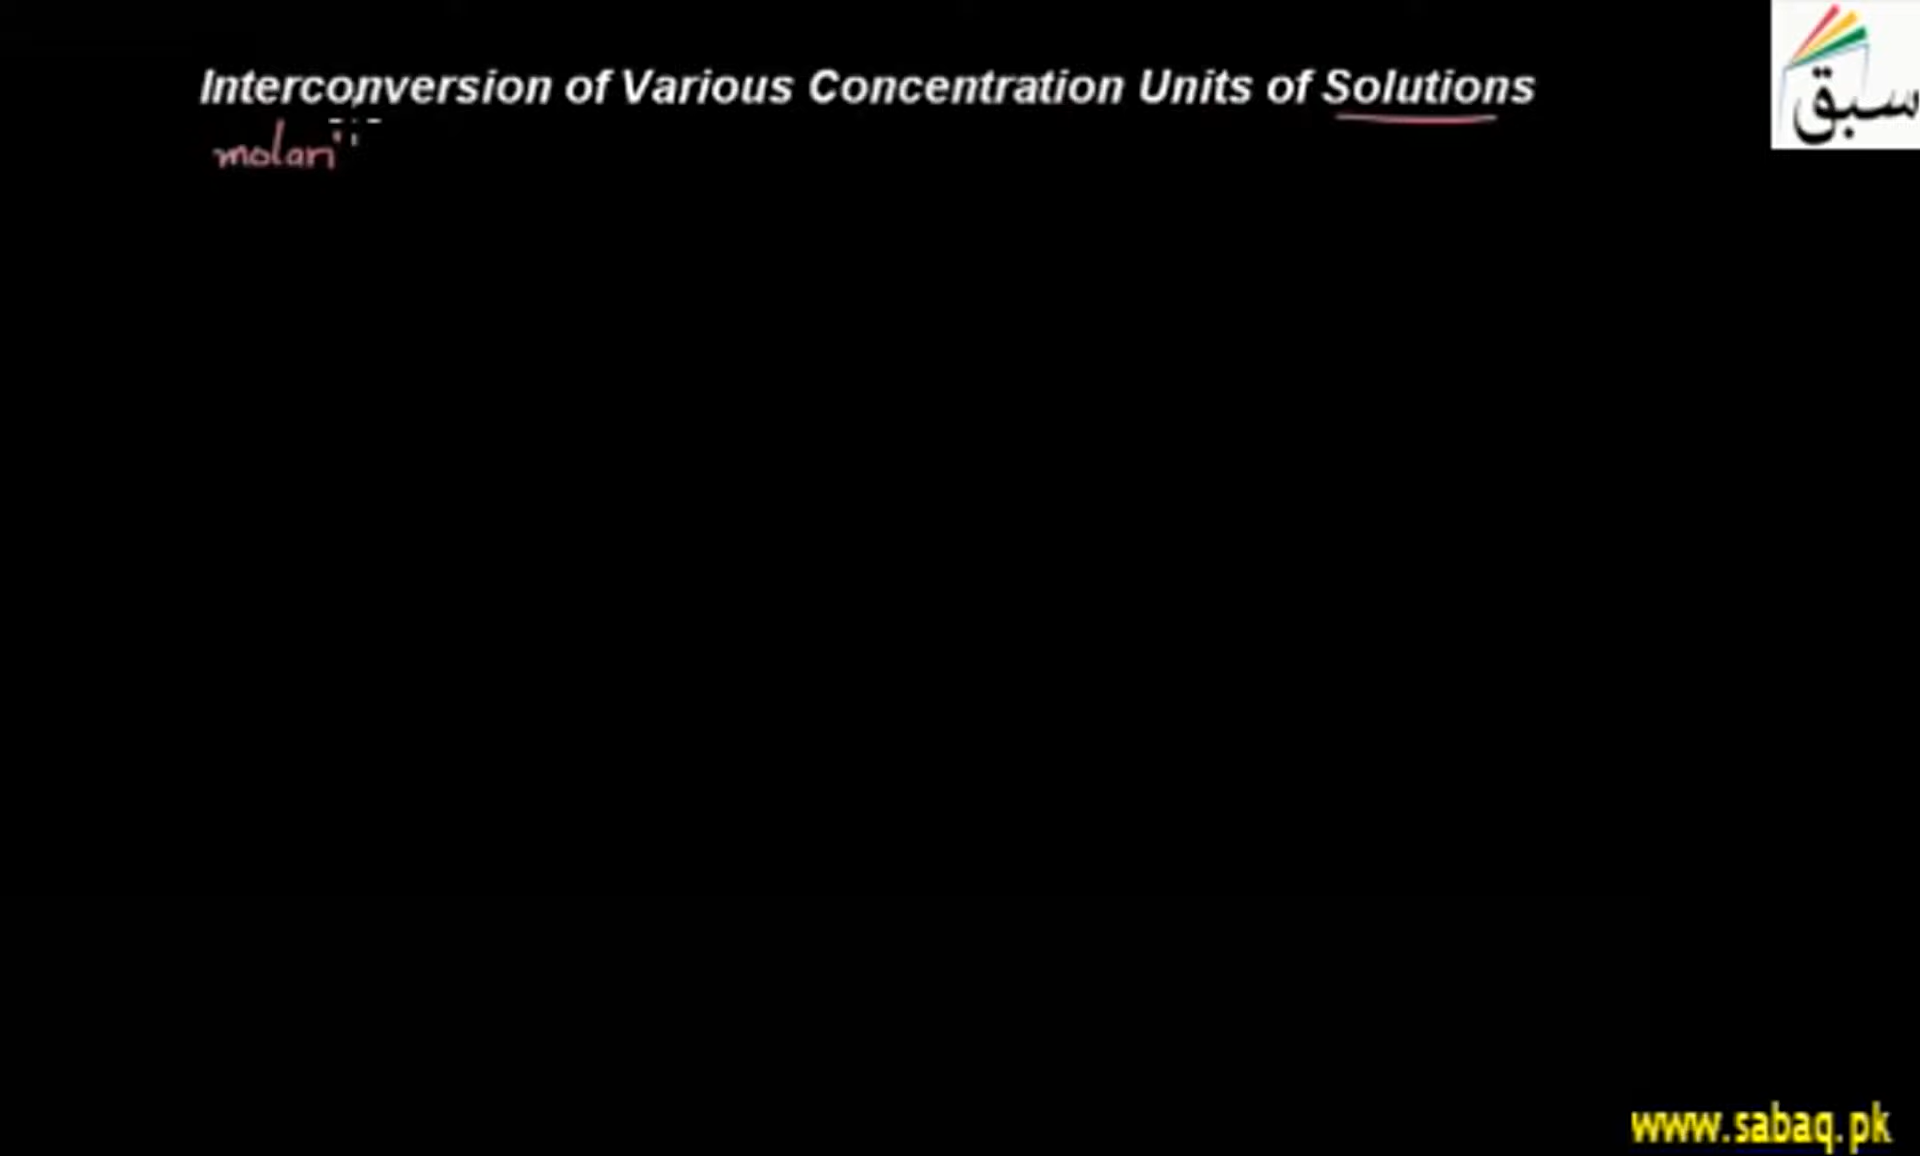 Interconversion of Various Concentration Units of Solutions
سبق
molari
www.sabaq.pk